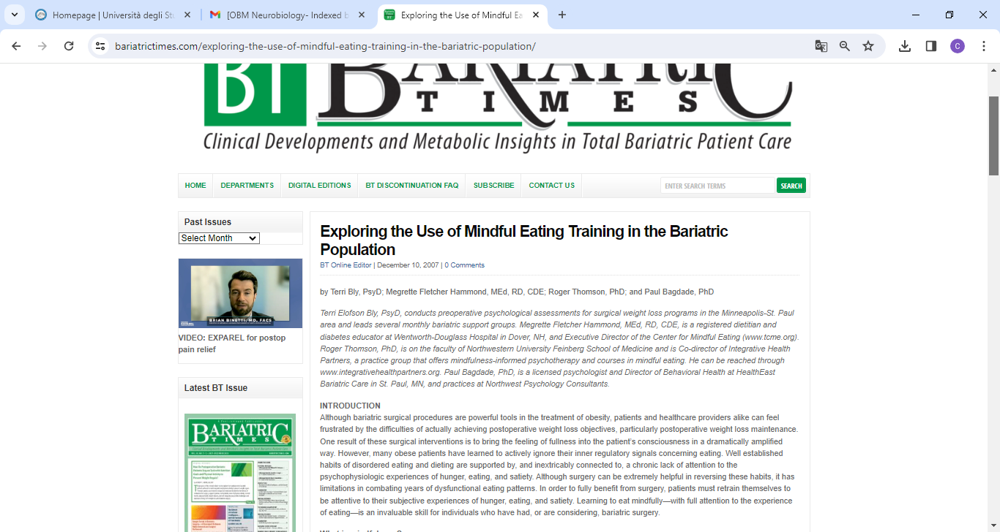 Homepage | Università degli Stu
[OBM Neurobiology- Indexed b
Exploring the Use of Mindful Ea
bariatrictimes.com/exploring-the-use-of-mindful-eating-training-in-the-bariatric-population/
C
BT BARIATRIC
TIMES
Clinical Developments and Metabolic Insights in Total Bariatric Patient Care
HOME
DEPARTMENTS
DIGITAL EDITIONS
BT DISCONTINUATION FAQ
SUBSCRIBE
CONTACT US
ENTER SEARCH TERMS
SEARCH
Past Issues
Select Month
BRIAN BINETTI, MD, FACS
VIDEO: EXPAREL for postop
pain relief
Latest BT Issue
BARIATRIC
TIMES
Exploring the Use of Mindful Eating Training in the Bariatric
Population
BT Online Editor | December 10, 2007 | 0 Comments
by Terri Bly, PsyD; Megrette Fletcher Hammond, MEd, RD, CDE; Roger Thomson, PhD; and Paul Bagdade, PhD
Terri Elofson Bly, PsyD, conducts preoperative psychological assessments for surgical weight loss programs in the Minneapolis-St. Paul
area and leads several monthly bariatric support groups. Megrette Fletcher Hammond, MEd, RD, CDE, is a registered dietitian and
diabetes educator at Wentworth-Douglass Hospital in Dover, NH, and Executive Director of the Center for Mindful Eating (www.tcme.org).
Roger Thomson, PhD, is on the faculty of Northwestern University Feinberg School of Medicine and is Co-director of Integrative Health
Partners, a practice group that offers mindfulness-informed psychotherapy and courses in mindful eating. He can be reached through
www.integrativehealthpartners.org. Paul Bagdade, PhD, is a licensed psychologist and Director of Behavioral Health at HealthEast
Bariatric Care in St. Paul, MN, and practices at Northwest Psychology Consultants.
INTRODUCTION
Although bariatric surgical procedures are powerful tools in the treatment of obesity, patients and healthcare providers alike can feel
frustrated by the difficulties of actually achieving postoperative weight loss objectives, particularly postoperative weight loss maintenance.
One result of these surgical interventions is to bring the feeling of fullness into the patient's consciousness in a dramatically amplified
way. However, many obese patients have learned to actively ignore their inner regulatory signals concerning eating. Well established
habits of disordered eating and dieting are supported by, and inextricably connected to, a chronic lack of attention to the
psychophysiologic experiences of hunger, eating, and satiety. Although surgery can be extremely helpful in reversing these habits, it has
limitations in combating years of dysfunctional eating patterns. In order to fully benefit from surgery, patients must retrain themselves to
be attentive to their subjective experiences of hunger, eating, and satiety. Learning to eat mindfully—with full attention to the experience
of eating—is an invaluable skill for individuals who have had, or are considering, bariatric surgery.